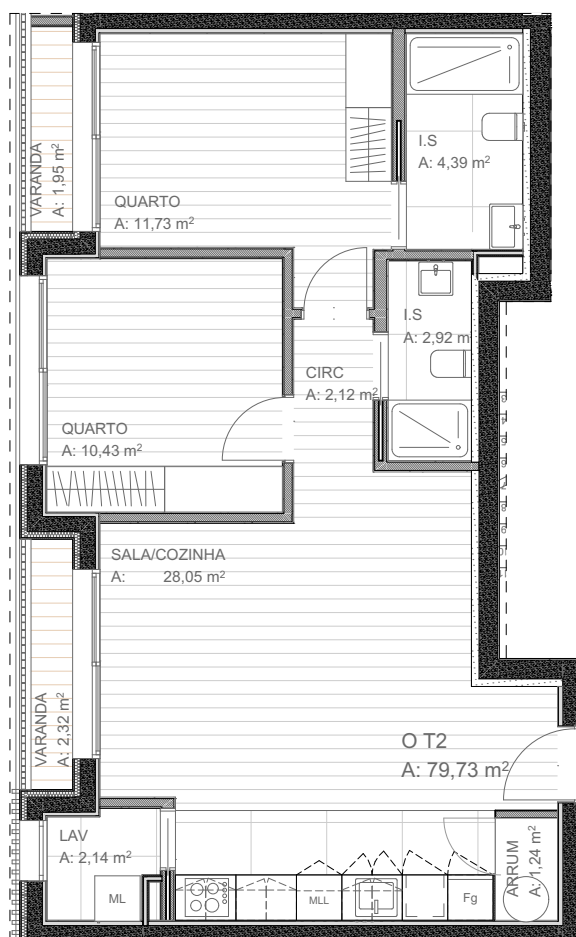 VARANDA
A: 1,95 m²
QUARTO
A: 11,73 m²
I.S
A: 4,39 m²
I.S
A: 2,92 m
CIRC
A: 2,12 m²
QUARTO
A: 10,43 m²
SALA/COZINHA
A: 28,05 m²
VARANDA
A: 2,32 m²
O T2
A: 79,73 m²
LAV
A: 2,14 m²
ML
MLL
Fg
ARRUM
A: 1,24 m²